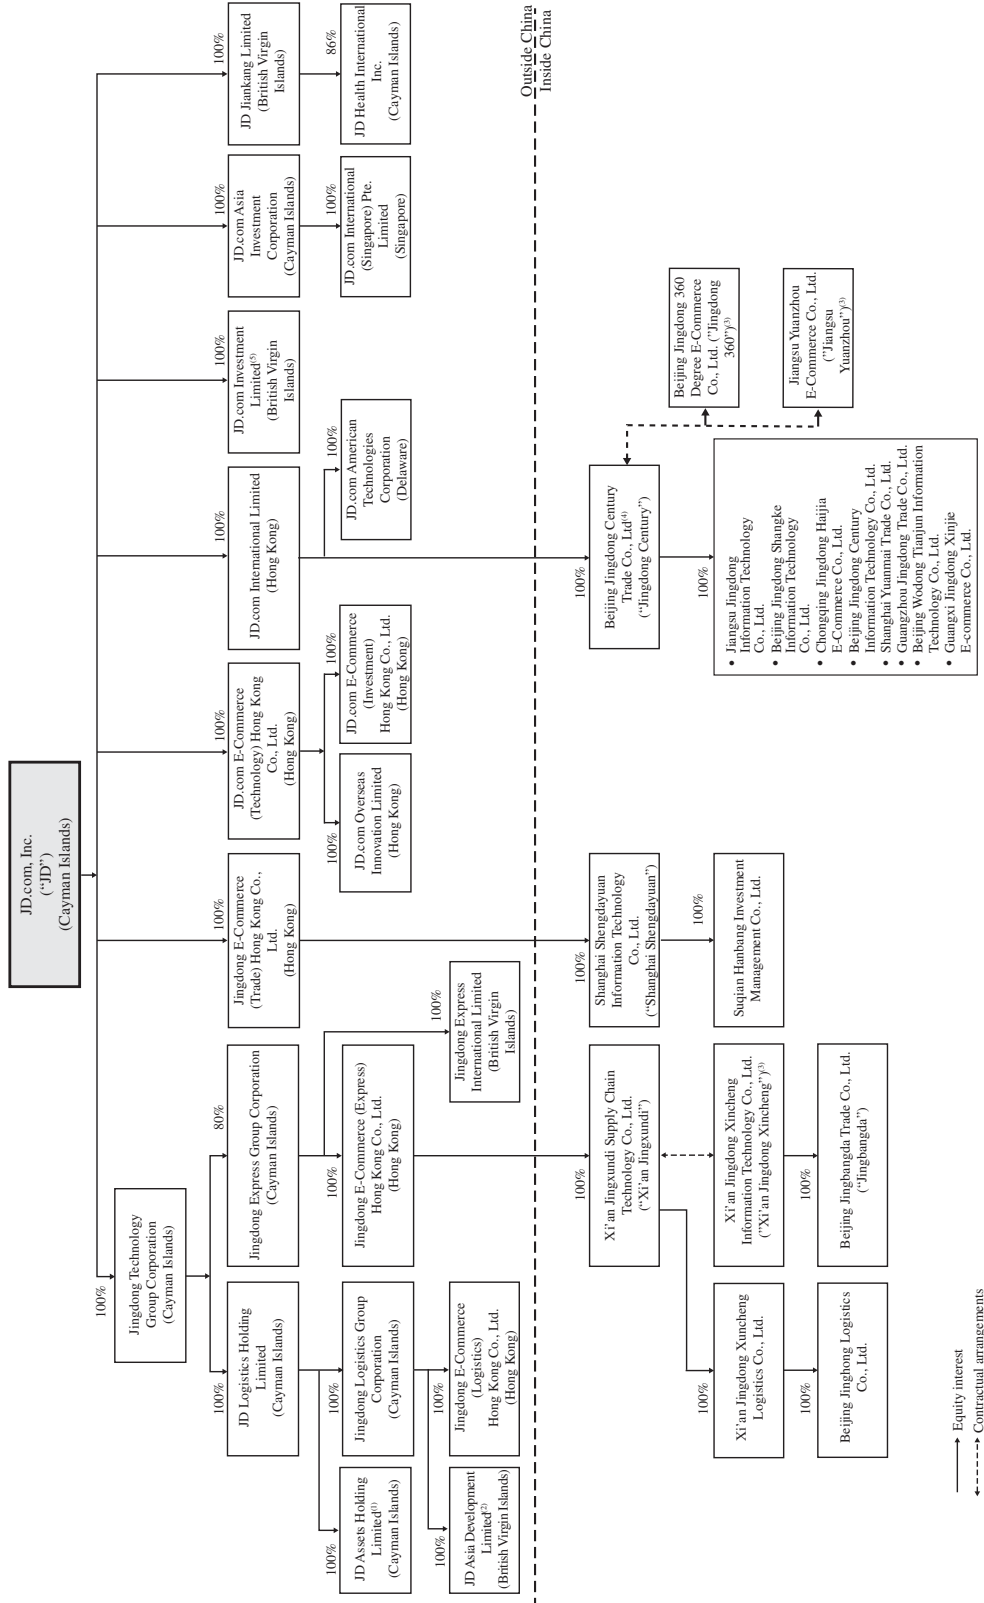 JD.com, Inc.
(“JD”)
(Cayman Islands)
100%
Jingdong Technology
Group Corporation
(Cayman Islands)
100%
JD Logistics Holding
Limited
(Cayman Islands)
80%
Jingdong Express Group Corporation
(Cayman Islands)
100%
Jingdong E-Commerce
(Trade) Hong Kong Co.,
Ltd.
(Hong Kong)
100%
JD.com E-Commerce
(Technology) Hong Kong
Co., Ltd.
(Hong Kong)
100%
JD.com International Limited
(Hong Kong)
100%
JD.com Investment
Limited(5)
(British Virgin
Islands)
100%
JD.com Asia
Investment
Corporation
(Cayman Islands)
100%
JD Jiankang Limited
(British Virgin
Islands)
100%
JD Assets Holding
Limited(1)
(Cayman Islands)
100%
Jingdong Logistics Group
Corporation
(Cayman Islands)
100%
Jingdong E-Commerce (Express)
Hong Kong Co., Ltd.
(Hong Kong)
100%
JD.com Overseas
Innovation Limited
(Hong Kong)
100%
JD.com E-Commerce
(Investment)
Hong Kong Co., Ltd.
(Hong Kong)
100%
JD.com American
Technologies
Corporation
(Delaware)
100%
JD.com International
(Singapore) Pte.
Limited
(Singapore)
86%
JD Health International
Inc.
(Cayman Islands)
100%
JD Asia Development
Limited(2)
(British Virgin Islands)
100%
Jingdong E-Commerce
(Logistics)
Hong Kong Co., Ltd.
(Hong Kong)
100%
Jingdong Express
International Limited
(British Virgin
Islands)
Outside China
Inside China
100%
Xi’an Jingxundi Supply Chain
Technology Co., Ltd.
(“Xi’an Jingxundi”)
100%
Shanghai Shengdayuan
Information Technology
Co., Ltd.
(“Shanghai Shengdayuan”)
100%
Beijing Jingdong Century
Trade Co., Ltd(4)
(“Jingdong Century”)
Beijing Jingdong 360
Degree E-Commerce
Co., Ltd. ("Jingdong
360")(3)
Jiangsu Yuanzhou
E-Commerce Co., Ltd.
("Jiangsu
Yuanzhou")(3)
100%
Xi’an Jingdong Xuncheng
Logistics Co., Ltd.
Xi’an Jingdong Xincheng
Information Technology Co., Ltd.
("Xi’an Jingdong Xincheng")(3)
100%
Suqian Hanbang Investment
Management Co., Ltd.
100%
• Jiangsu Jingdong
Information Technology
Co., Ltd.
• Beijing Jingdong Shangke
Information Technology
Co., Ltd.
• Chongqing Jingdong Haijia
E-Commerce Co., Ltd.
• Beijing Jingdong Century
Information Technology Co., Ltd.
• Shanghai Yuanmai Trade Co., Ltd.
• Guangzhou Jingdong Trade Co., Ltd.
• Beijing Wodong Tianjun Information
Technology Co., Ltd.
• Guangxi Jingdong Xinjie
E-commerce Co., Ltd.
100%
Beijing Jinghong Logistics
Co., Ltd.
100%
Beijing Jingbangda Trade Co., Ltd.
(“Jingbangda”)
Equity interest
Contractual arrangements